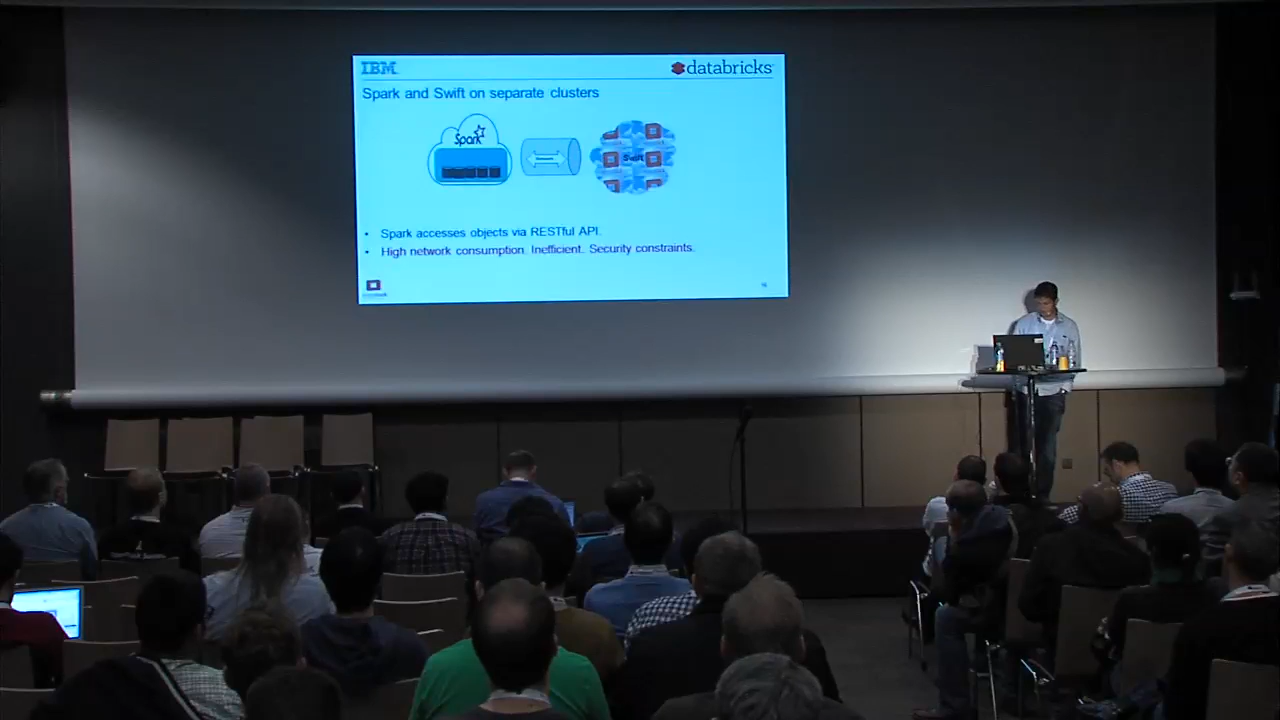 IBM
databricks
Spark and Swift on separate clusters
Spark
Swift
• Spark accesses objects via RESTful API.
• High network consumption. Inefficient. Security constraints.